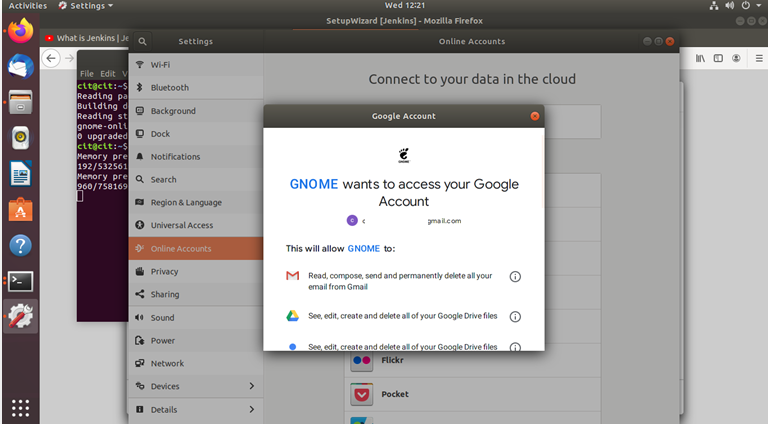 Activities
Settings
Wed 12:21
SetupWizard [Jenkins] - Mozilla Firefox
What is Jenkins | Je
Settings
Online Accounts
File Edit V
cit@cit:~$
Reading pa
Building d
Reading st
gnome-onli
0 upgraded
cit@cit:~$
Memory pre
192/532561
Memory pre
960/758169
Wi-Fi
Bluetooth
Background
Dock
Notifications
Search
Region & Language
Universal Access
Online Accounts
Privacy
Sharing
Sound
Power
Network
Devices
Details
Connect to your data in the cloud
Google Account
GNOME
GNOME wants to access your Google
Account
gmail.com
This will allow GNOME to:
Read, compose, send and permanently delete all your
email from Gmail
See, edit, create and delete all of your Google Drive files
See, edit, create and delete all of your Google Drive files
Flickr
Pocket